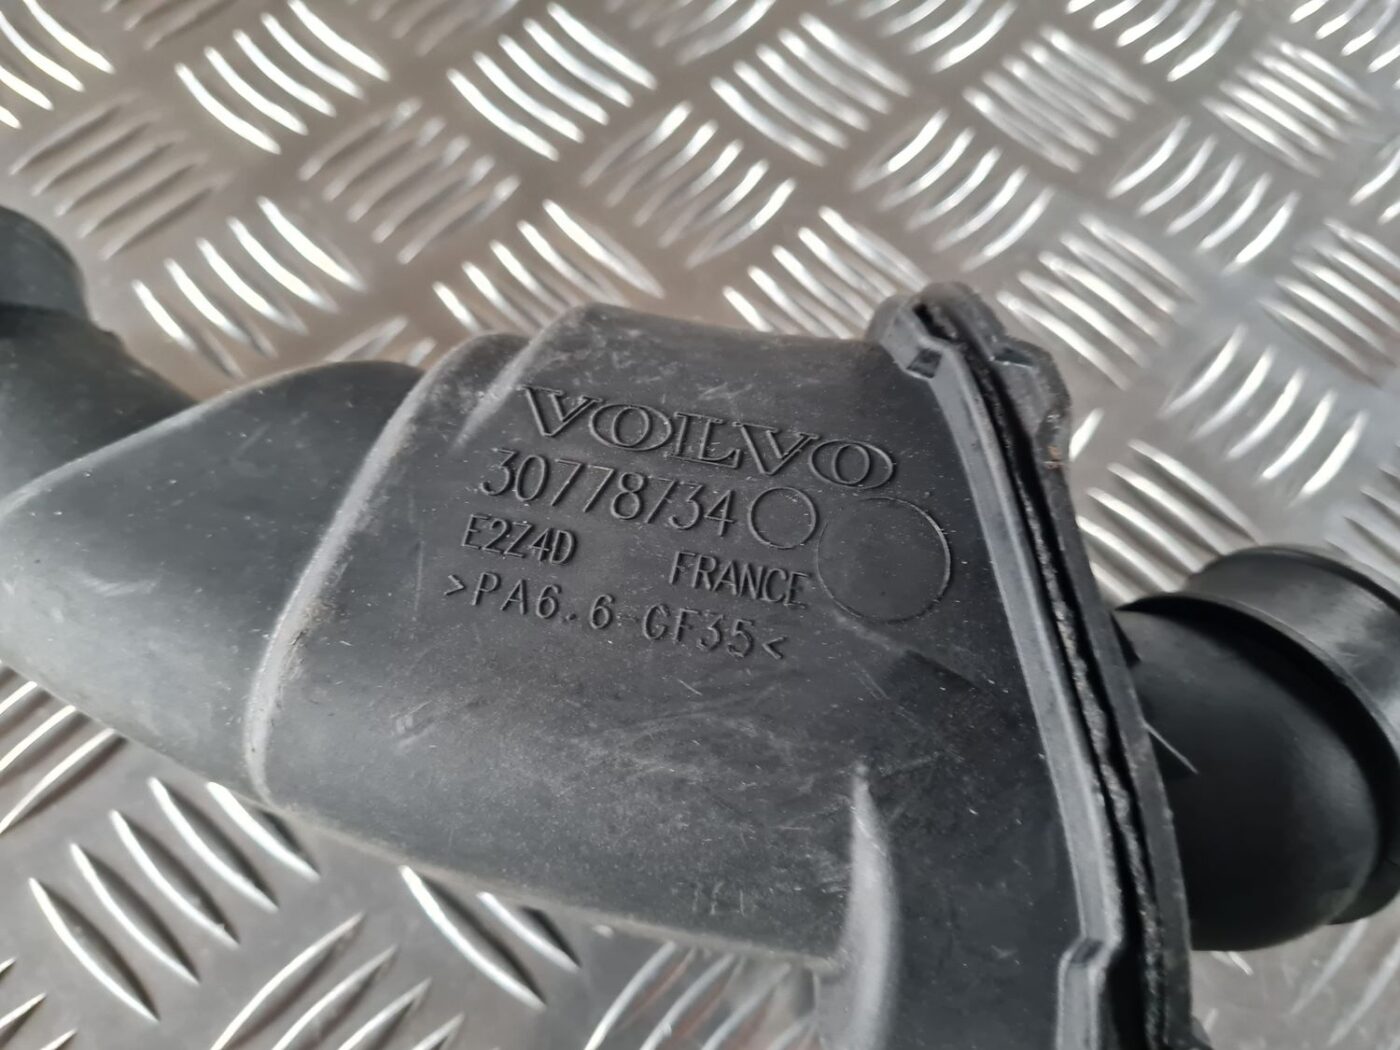 VOLVO
30778734
E2Z4D FRANCE
>PA6.6-GF35<